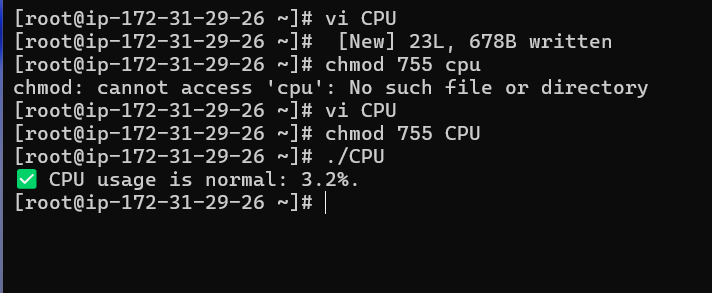 [root@ip-172-31-29-26 ~]# vi CPU
[root@ip-172-31-29-26 ~]#  [New] 23L, 678B written
[root@ip-172-31-29-26 ~]# chmod 755 cpu
chmod: cannot access 'cpu': No such file or directory
[root@ip-172-31-29-26 ~]# vi CPU
[root@ip-172-31-29-26 ~]# chmod 755 CPU
[root@ip-172-31-29-26 ~]# ./CPU
✅ CPU usage is normal: 3.2%.
[root@ip-172-31-29-26 ~]#